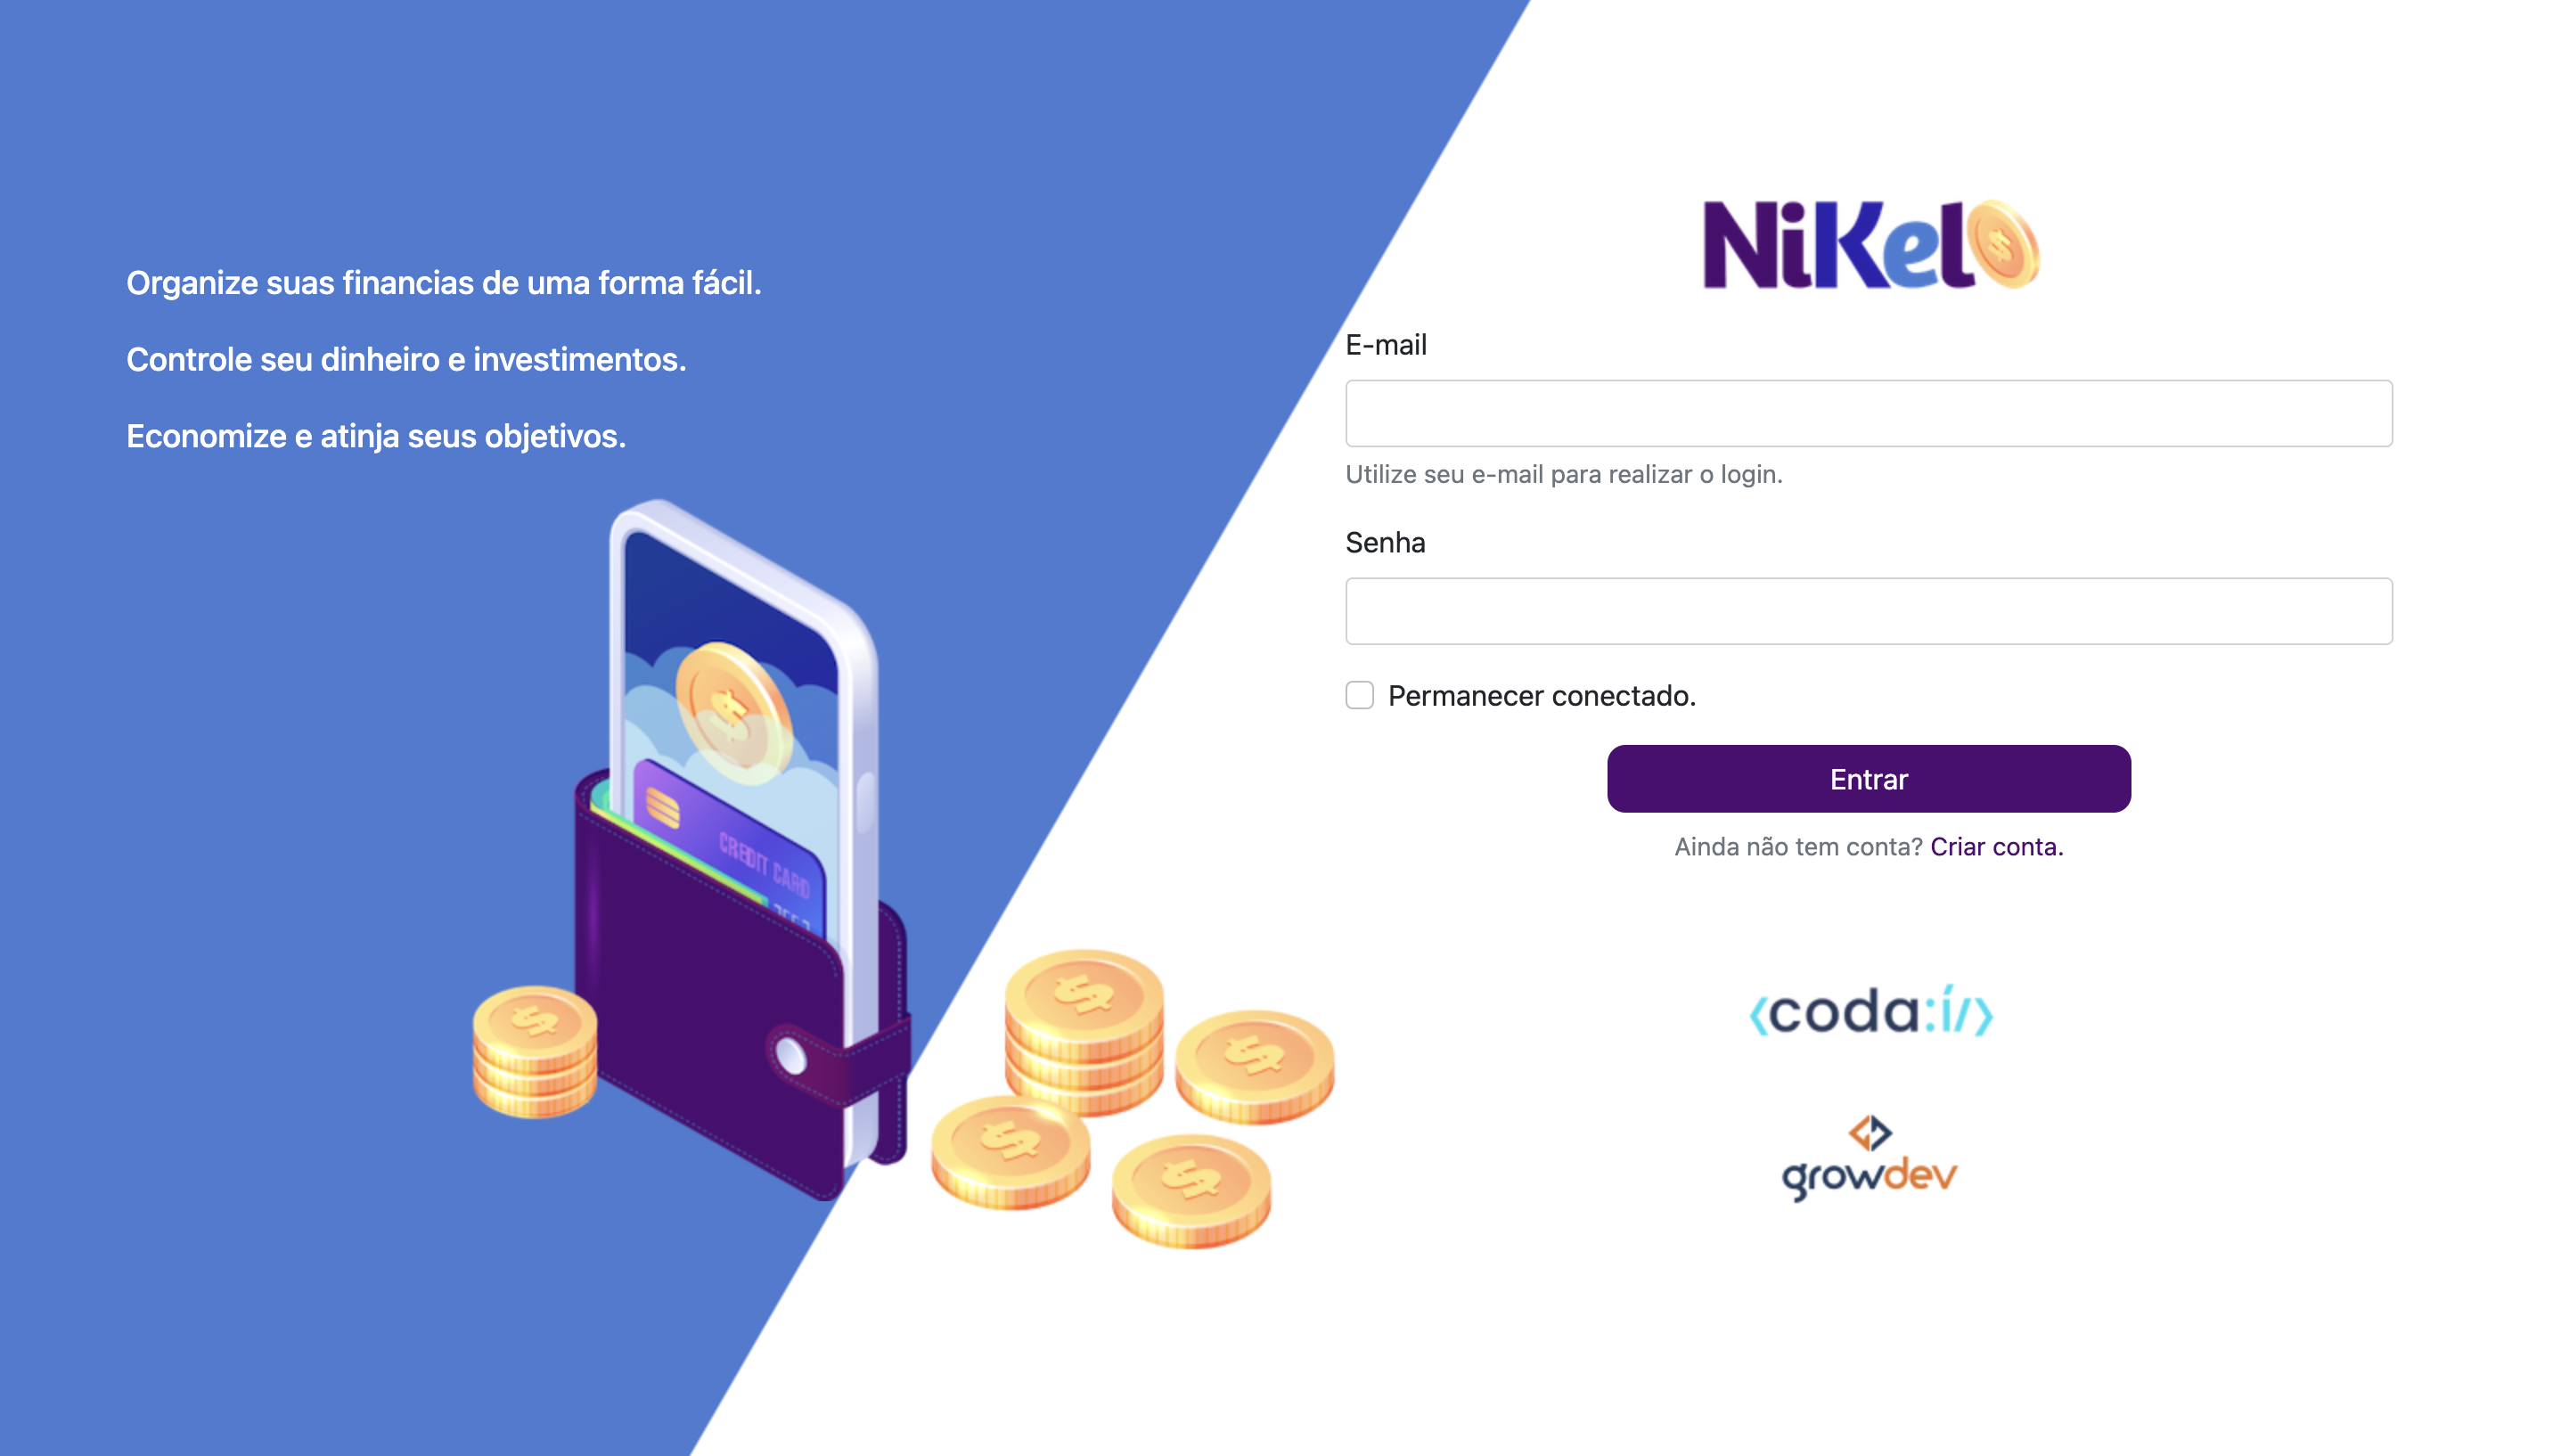 Organize suas financias de uma forma fácil.
Controle seu dinheiro e investimentos.
Economize e atinja seus objetivos.
CREDIT CARD
NiKel
E-mail
Utilize seu e-mail para realizar o login.
Senha
Permanecer conectado.
Entrar
Ainda não tem conta? Criar conta.
<coda:í/>
growdev